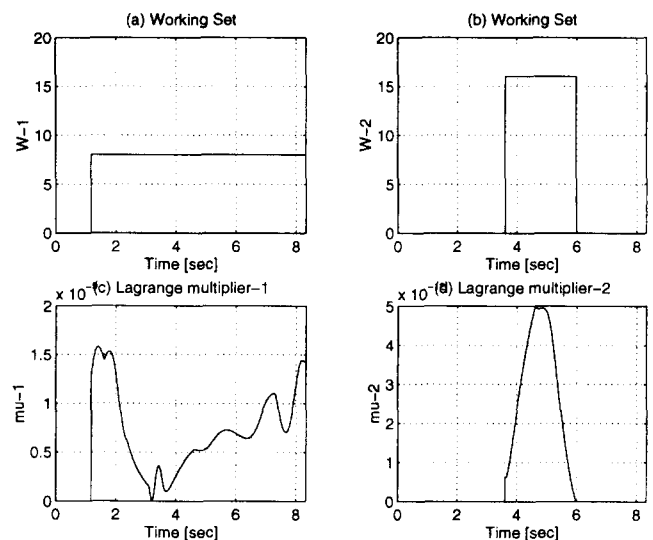 (a) Working Set
20
15
10
5
0
W-1
0 2 4 6 8
Time [sec]
(b) Working Set
20
15
10
5
0
W-2
0 2 4 6 8
Time [sec]
(c) Lagrange multiplier-1
x 10
2
1.5
1
0.5
0
mu-1
0 2 4 6 8
Time [sec]
(d) Lagrange multiplier-2
x 10
5
4
3
2
1
0
mu-2
0 2 4 6 8
Time [sec]